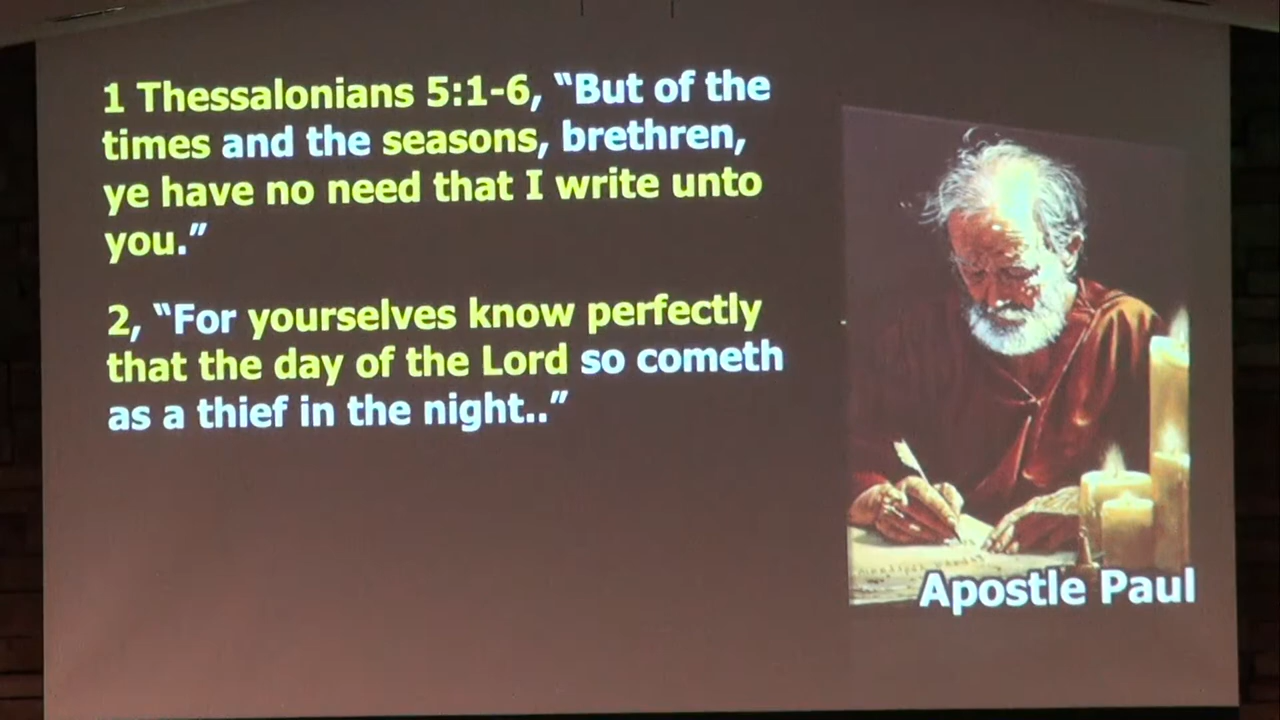 1 Thessalonians 5:1-6, “But of the
times and the seasons, brethren,
ye have no need that I write unto
you.”
2, “For yourselves know perfectly
that the day of the Lord so cometh
as a thief in the night..”
Apostle Paul